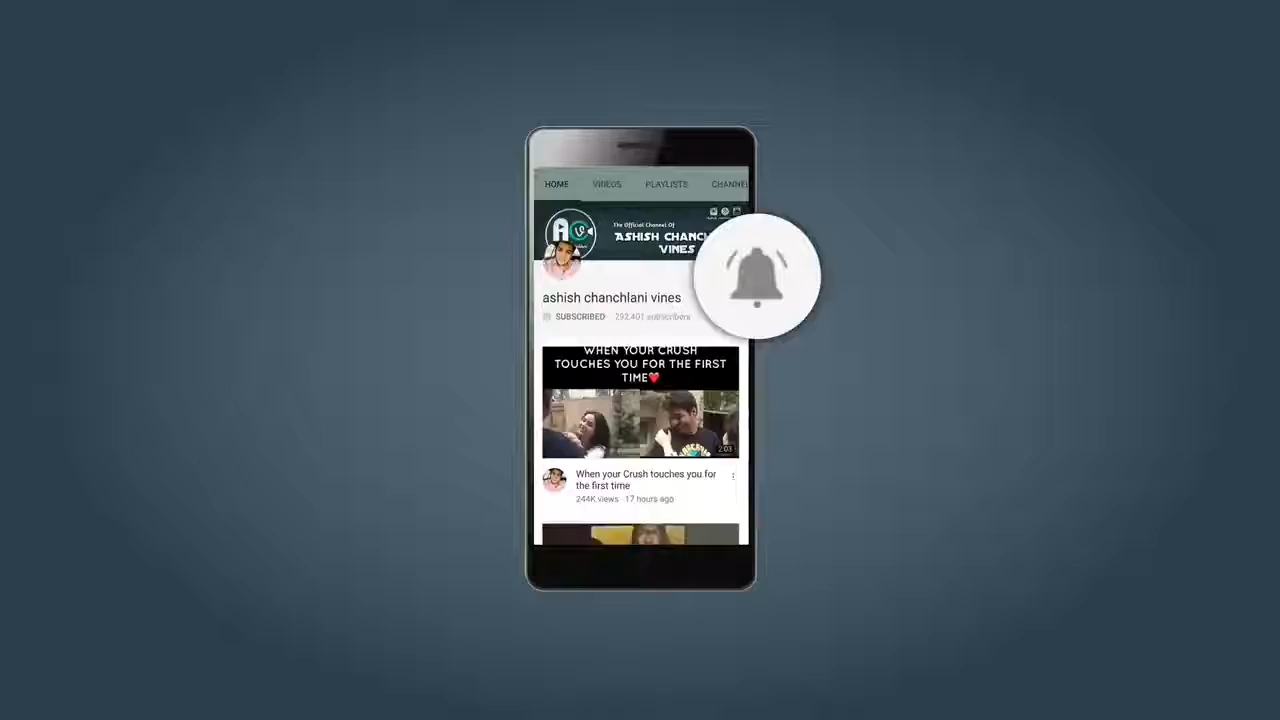 HOME VIDEOS PLAYLISTS CHANNEL
The Official Channel Of
ASHISH CHANCH
VINES
ashish chanchlani vines
SUBSCRIBED 292,401 subscribers
WHEN YOUR CRUSH
TOUCHES YOU FOR THE FIRST
TIME❤
2:03
When your Crush touches you for
the first time
244K views · 17 hours ago